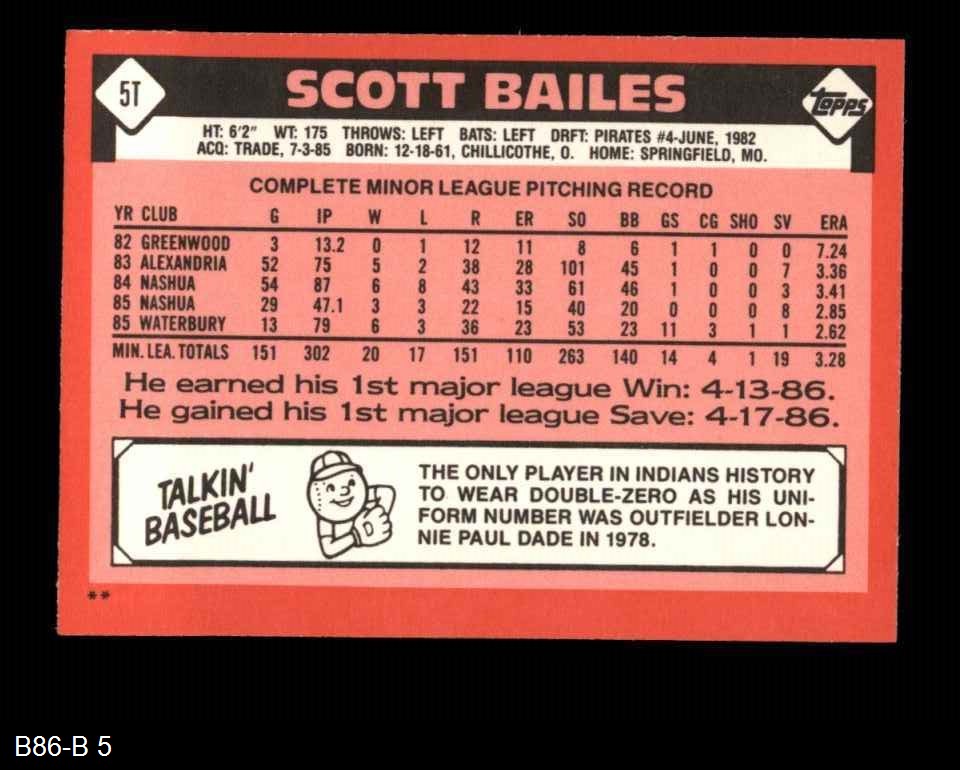 5T
SCOTT BAILES
Topps
HT: 6'2" WT: 175 THROWS: LEFT BATS: LEFT DRFT: PIRATES #4-JUNE, 1982
ACQ: TRADE, 7-3-85 BORN: 12-18-61, CHILLICOTHE, O. HOME: SPRINGFIELD, MO.
COMPLETE MINOR LEAGUE PITCHING RECORD
YR CLUB G IP W L R ER SO BB GS CG SHO SV ERA
82 GREENWOOD 3 13.2 0 1 12 11 8 6 1 1 0 0 7.24
83 ALEXANDRIA 52 75 5 2 38 28 101 45 1 0 0 7 3.36
84 NASHUA 54 87 6 8 43 33 61 46 1 0 0 3 3.41
85 NASHUA 29 47.1 3 3 22 15 40 20 0 0 0 8 2.85
85 WATERBURY 13 79 6 3 36 23 53 23 11 3 1 1 2.62
MIN. LEA. TOTALS 151 302 20 17 151 110 263 140 14 4 1 19 3.28
He earned his 1st major league Win: 4-13-86.
He gained his 1st major league Save: 4-17-86.
TALKIN'
BASEBALL
THE ONLY PLAYER IN INDIANS HISTORY
TO WEAR DOUBLE-ZERO AS HIS UNI-
FORM NUMBER WAS OUTFIELDER LON-
NIE PAUL DADE IN 1978.
**
B86-B 5